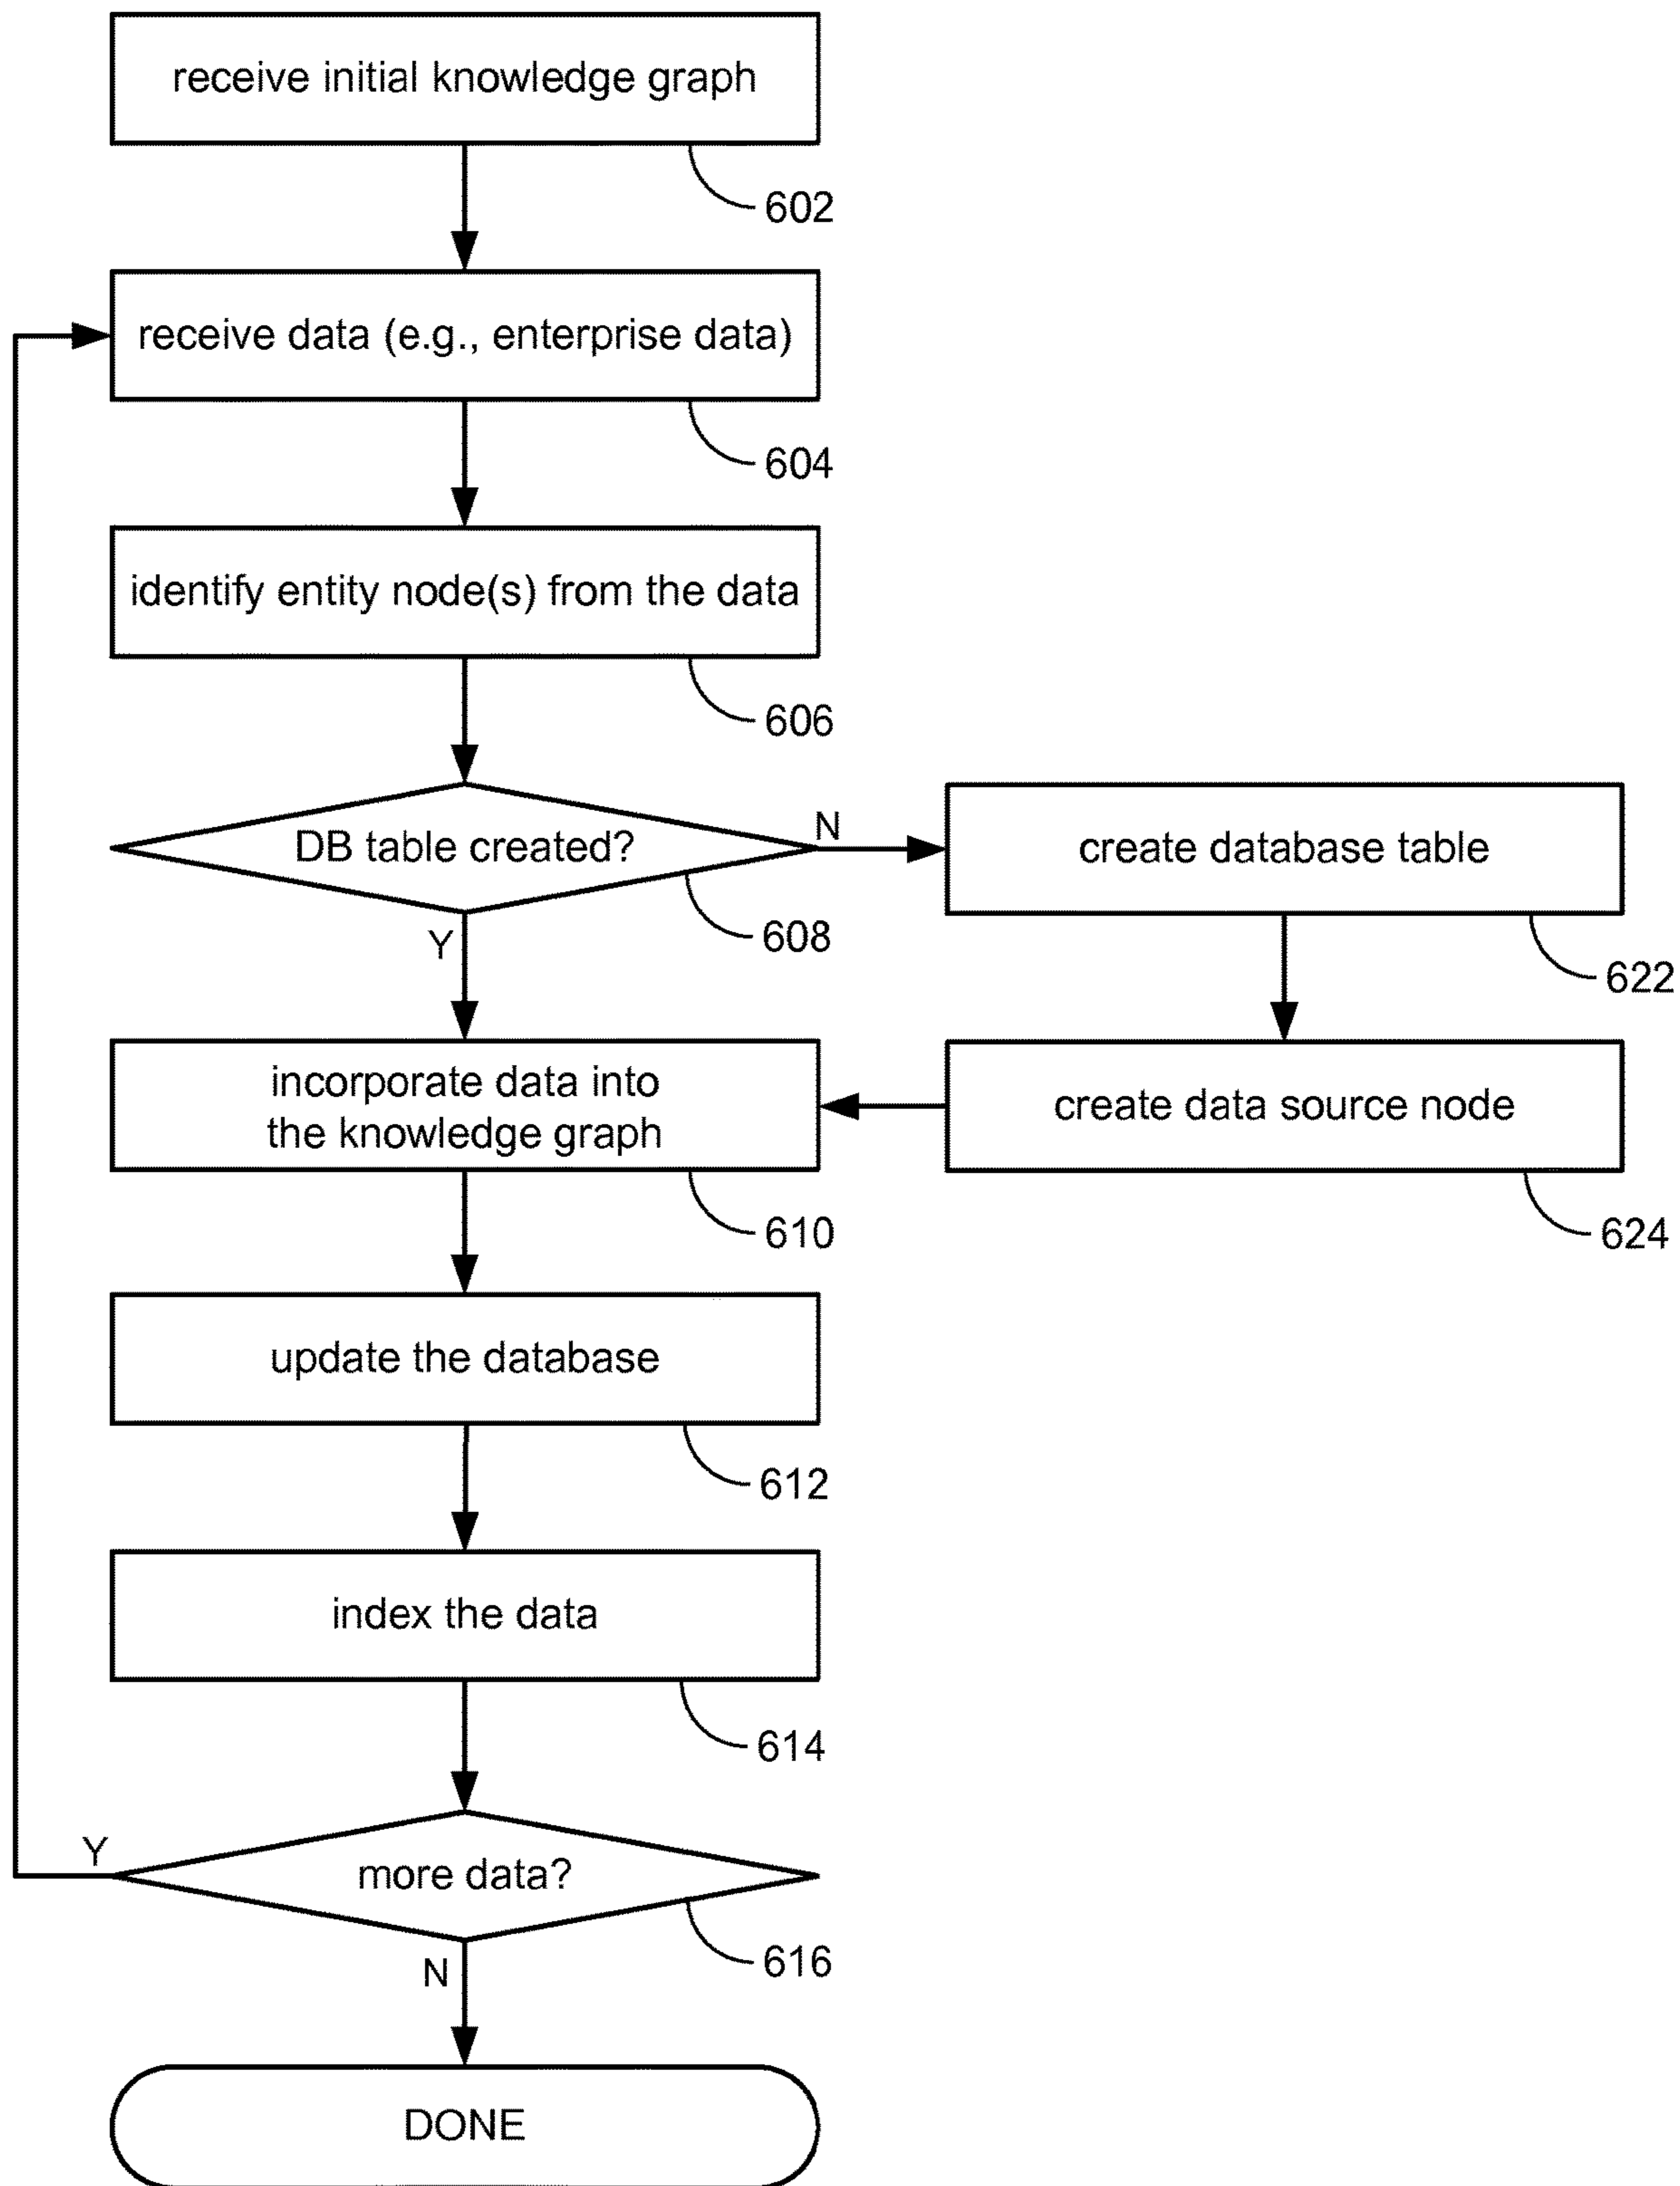 receive initial knowledge graph
602
receive data (e.g., enterprise data)
604
identify entity node(s) from the data
606
DB table created?
N
create database table
608
Y
622
incorporate data into
the knowledge graph
create data source node
610
624
update the database
612
index the data
614
Y
more data?
616
N
DONE